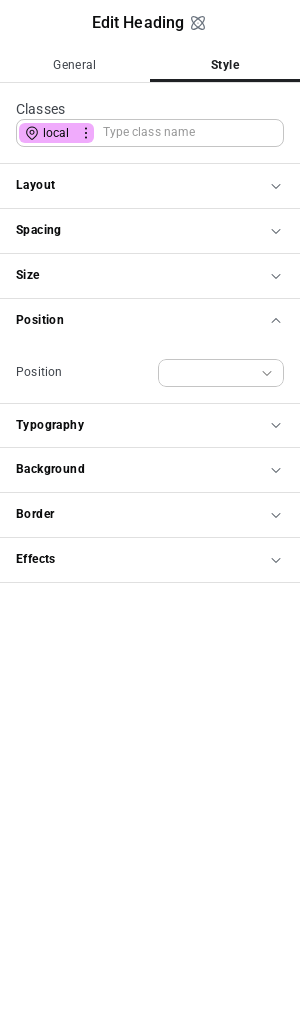 Edit Heading
General
Style
Classes
local
Type class name
Layout
Spacing
Size
Position
Position
Typography
Background
Border
Effects